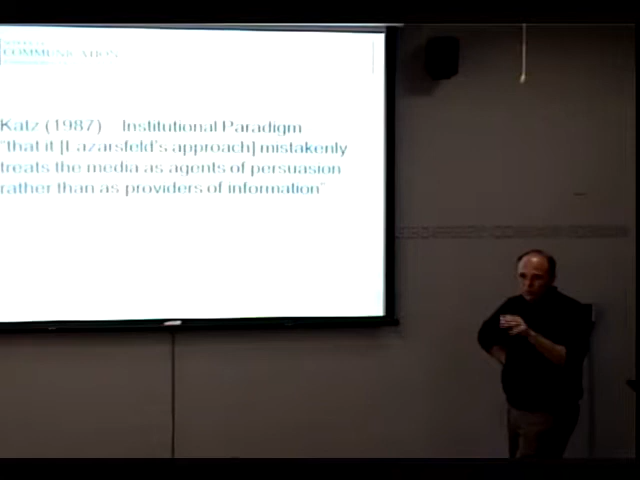 COMMUNICATION
Katz (1987) Institutional Paradigm
"that it [Lazarsfeld's approach] mistakenly
treats the media as agents of persuasion
rather than as providers of information"